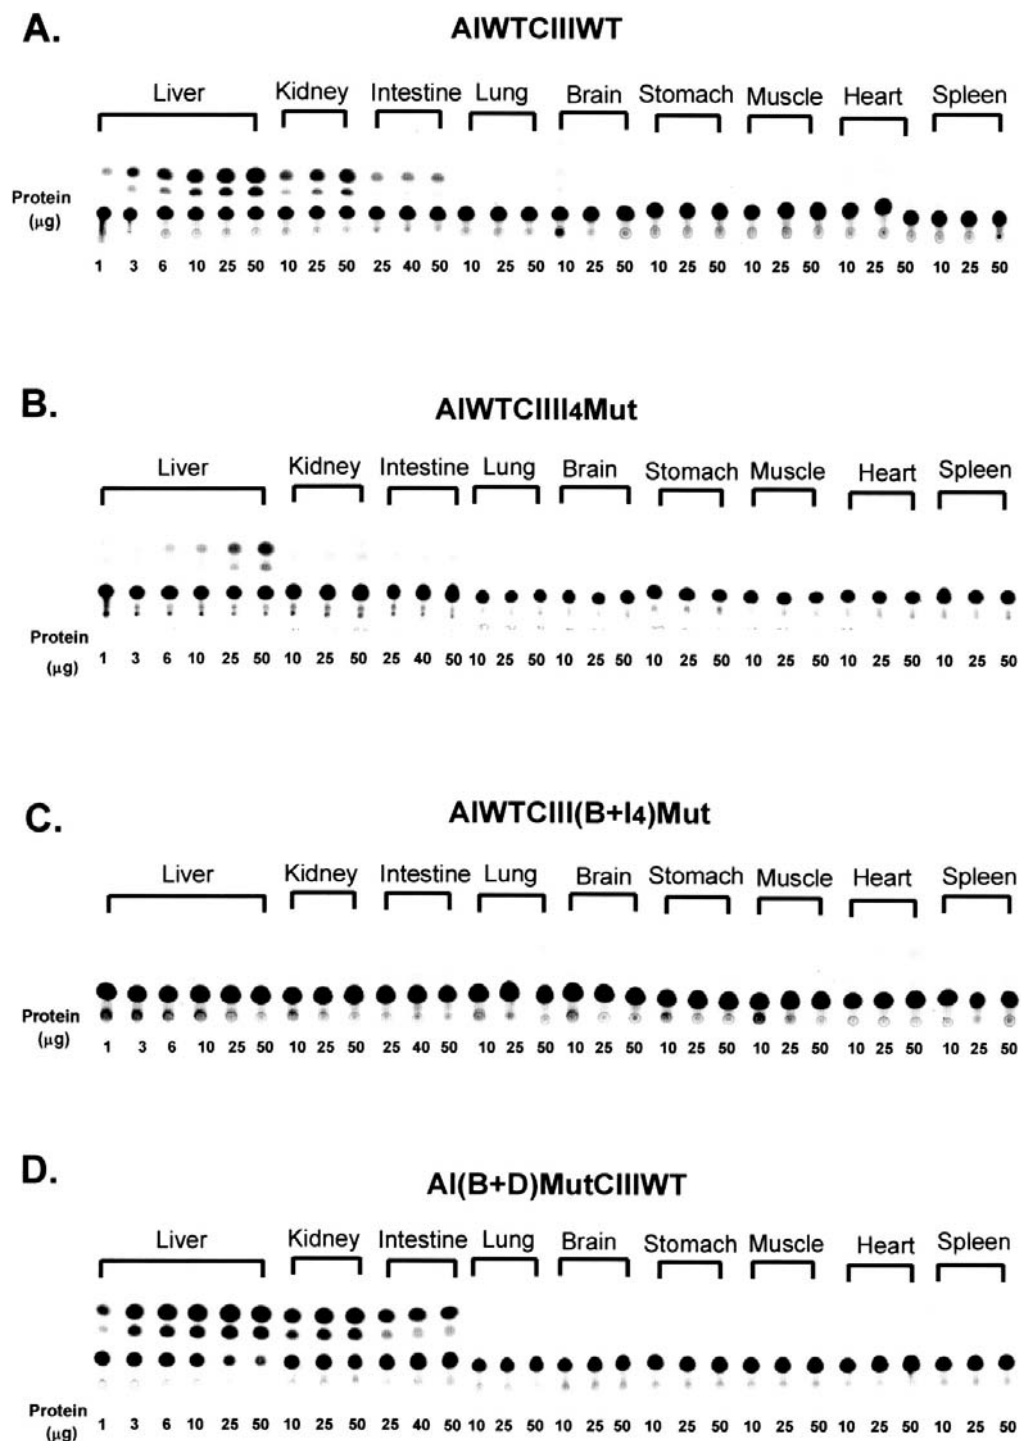 A.
AIWTCIIIWT
Liver Kidney Intestine Lung Brain Stomach Muscle Heart Spleen
Protein
(μg)
1 3 6 10 25 50 10 25 50 25 40 50 10 25 50 10 25 50 10 25 50 10 25 50 10 25 50 10 25 50
B.
AIWTCIIII4Mut
Liver Kidney Intestine Lung Brain Stomach Muscle Heart Spleen
Protein
(μg)
1 3 6 10 25 50 10 25 50 25 40 50 10 25 50 10 25 50 10 25 50 10 25 50 10 25 50 10 25 50
C.
AIWTCIII(B+I4)Mut
Liver Kidney Intestine Lung Brain Stomach Muscle Heart Spleen
Protein
(μg)
1 3 6 10 25 50 10 25 50 25 40 50 10 25 50 10 25 50 10 25 50 10 25 50 10 25 50 10 25 50
D.
AI(B+D)MutCIIIWT
Liver Kidney Intestine Lung Brain Stomach Muscle Heart Spleen
Protein
(μg)
1 3 6 10 25 50 10 25 50 25 40 50 10 25 50 10 25 50 10 25 50 10 25 50 10 25 50 10 25 50